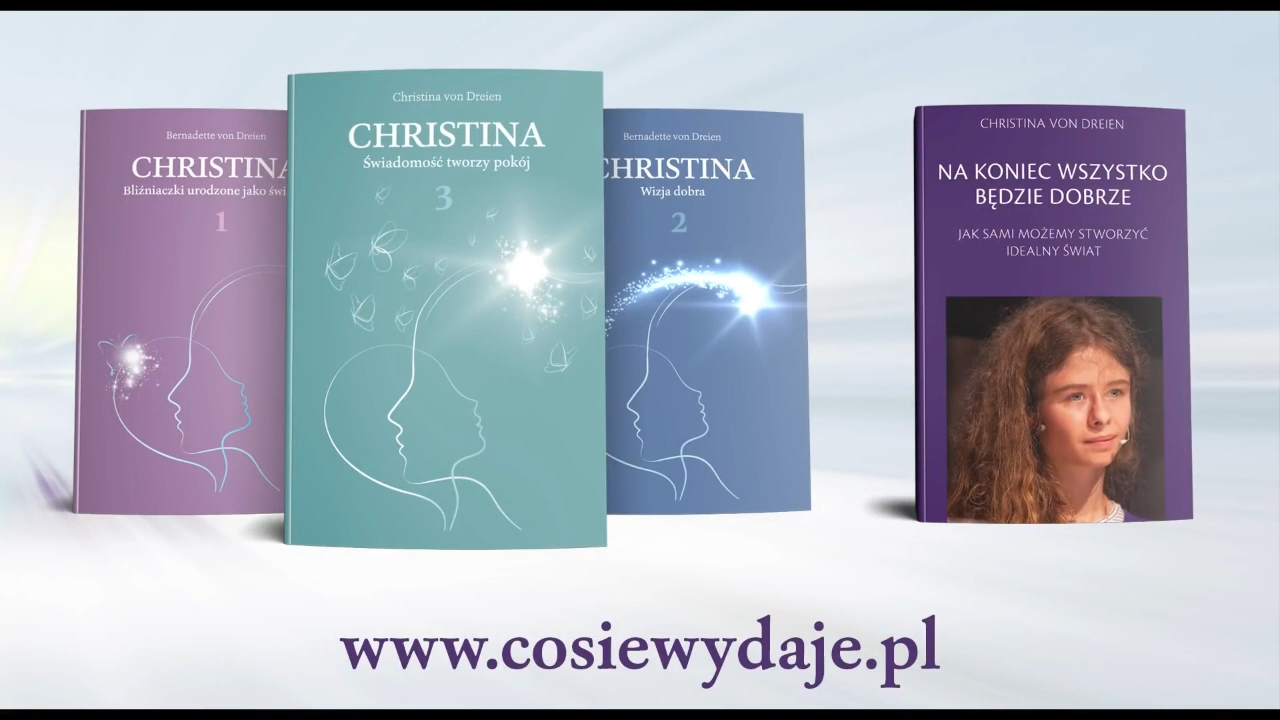 Bernadette von Dreien
CHRISTINA
Bliźniaczki urodzone jako
1
Christina von Dreien
CHRISTINA
Świadomość tworzy pokój
3
Bernadette von Dreien
CHRISTINA
Wizja dobra
2
CHRISTINA VON DREIEN
NA KONIEC WSZYSTKO
BĘDZIE DOBRZE
JAK SAMI MOŻEMY STWORZYĆ
IDEALNY ŚWIAT
www.cosiewydaje.pl